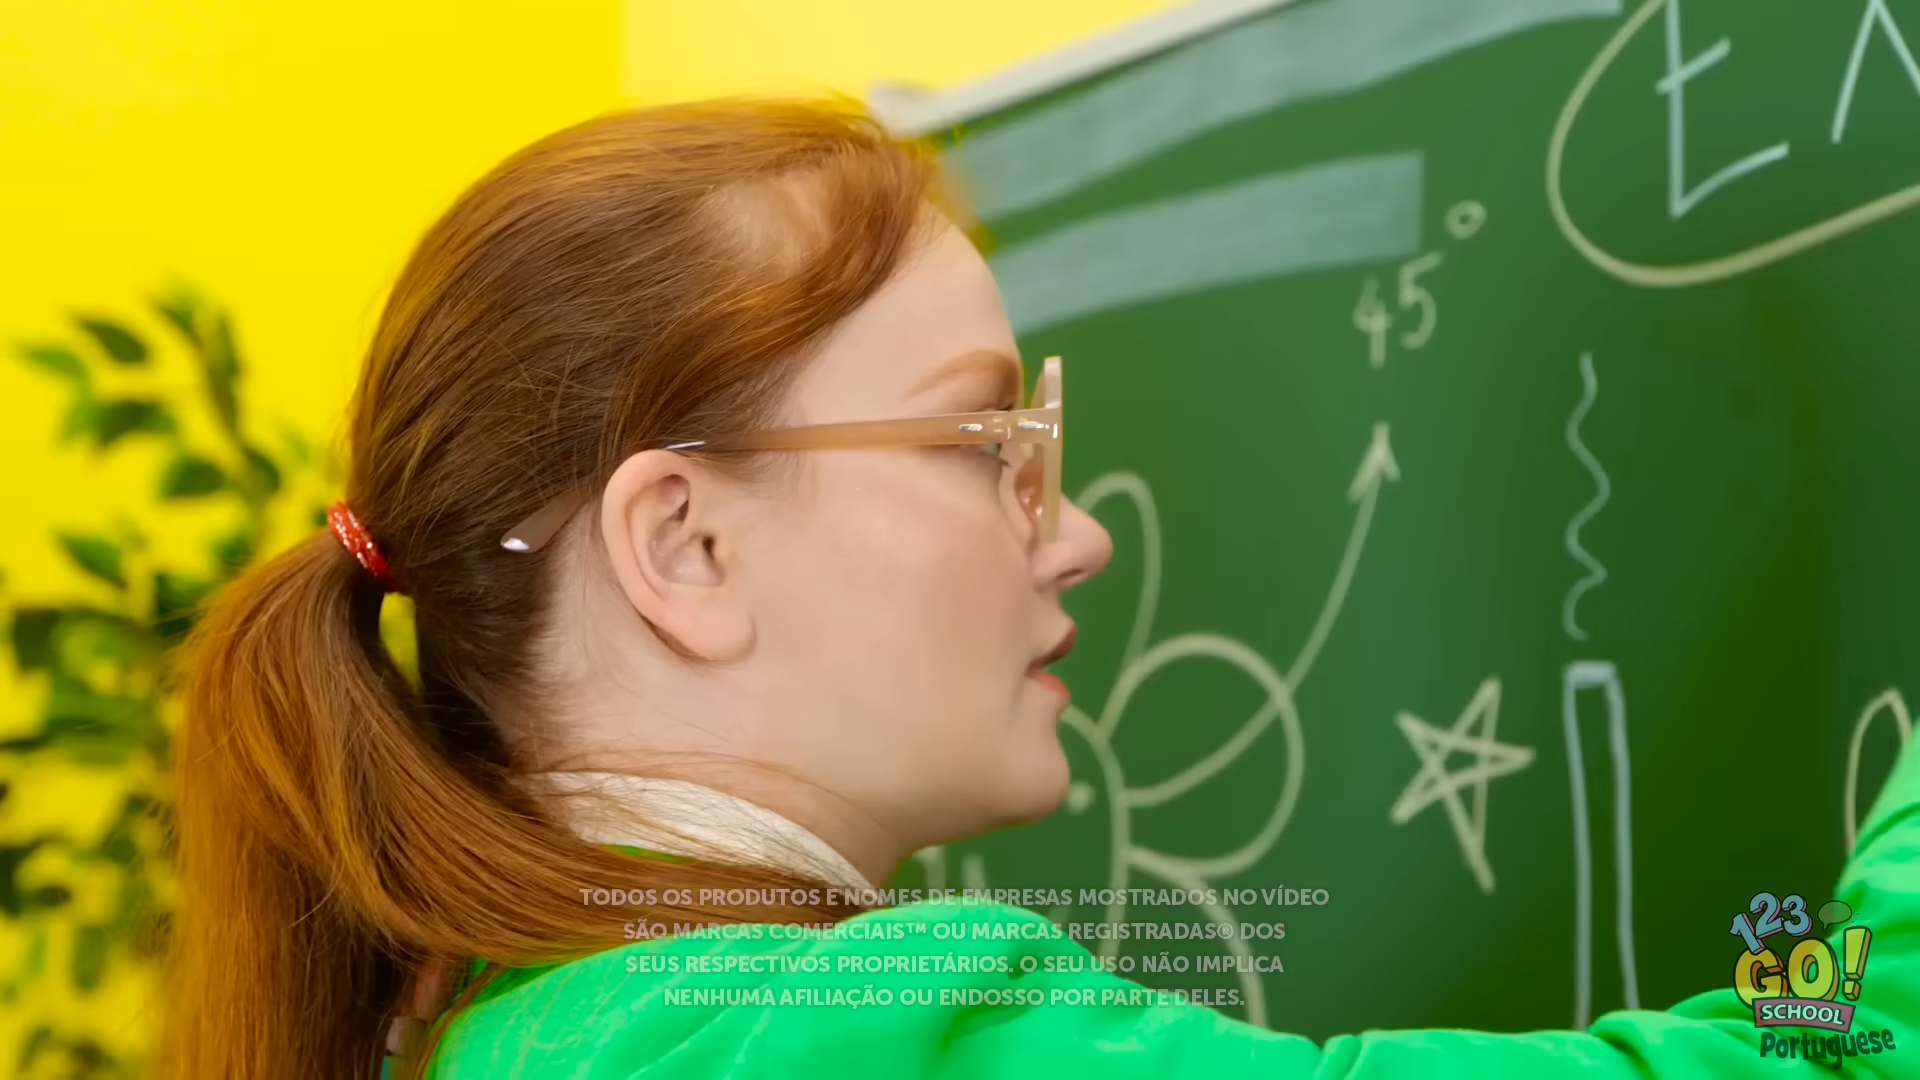 45°
TODOS OS PRODUTOS E NOMES DE EMPRESAS MOSTRADOS NO VÍDEO
SÃO MARCAS COMERCIAIS™ OU MARCAS REGISTRADAS® DOS
SEUS RESPECTIVOS PROPRIETÁRIOS. O SEU USO NÃO IMPLICA
NENHUMA AFILIAÇÃO OU ENDOSSO POR PARTE DELES.
123
GO!
SCHOOL
Portuguese